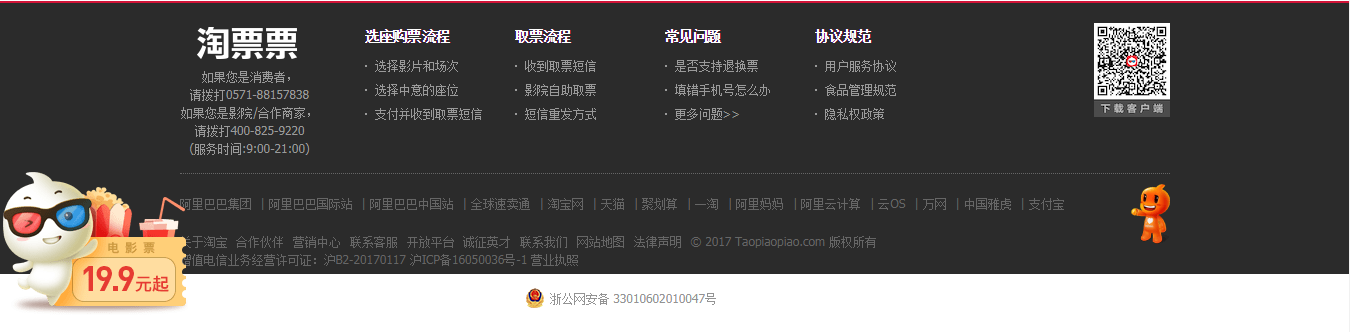 淘票票
如果您是消费者，
请拨打0571-88157838
如果您是影院/合作商家，
请拨打400-825-9220
(服务时间:9:00-21:00)
选座购票流程
· 选择影片和场次
· 选择中意的座位
· 支付并收到取票短信
取票流程
· 收到取票短信
· 影院自助取票
· 短信重发方式
常见问题
· 是否支持退换票
· 填错手机号怎么办
· 更多问题>>
协议规范
· 用户服务协议
· 食品管理规范
· 隐私权政策
下载客户端
阿里巴巴集团 | 阿里巴巴国际站 | 阿里巴巴中国站 | 全球速卖通 | 淘宝网 | 天猫 | 聚划算 | 一淘 | 阿里妈妈 | 阿里云计算 | 云OS | 万网 | 中国雅虎 | 支付宝
关于淘宝 合作伙伴 营销中心 联系客服 开放平台 诚征英才 联系我们 网站地图 法律声明 © 2017 Taopiaopiao.com 版权所有
增值电信业务经营许可证：沪B2-20170117 沪ICP备16050036号-1 营业执照
电影票
19.9元起
浙公网安备 33010602010047号